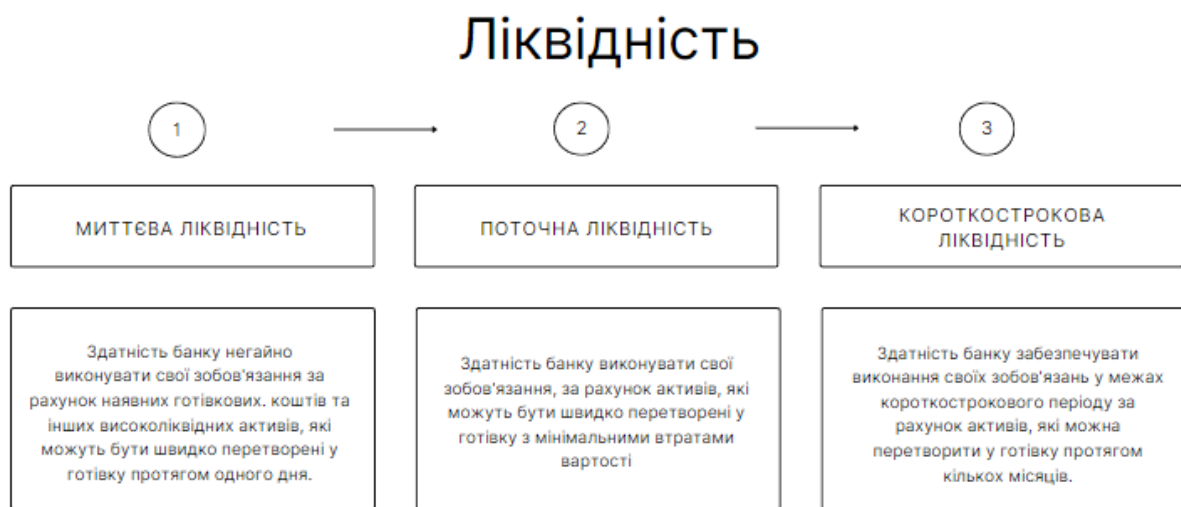 Ліквідність
1
2
3
МИТТЄВА ЛІКВІДНІСТЬ
ПОТОЧНА ЛІКВІДНІСТЬ
КОРОТКОСТРОКОВА
ЛІКВІДНІСТЬ
Здатність банку негайно
виконувати свої зобов'язання за
рахунок наявних готівкових. коштів та
інших високоліквідних активів, які
можуть бути швидко перетворені у
готівку протягом одного дня.
Здатність банку виконувати свої
зобов'язання, за рахунок активів, які
можуть бути швидко перетворені у
готівку з мінімальними втратами
вартості
Здатність банку забезпечувати
виконання своїх зобов'язань у межах
короткострокового періоду за
рахунок активів, які можна
перетворити у готівку протягом
кількох місяців.